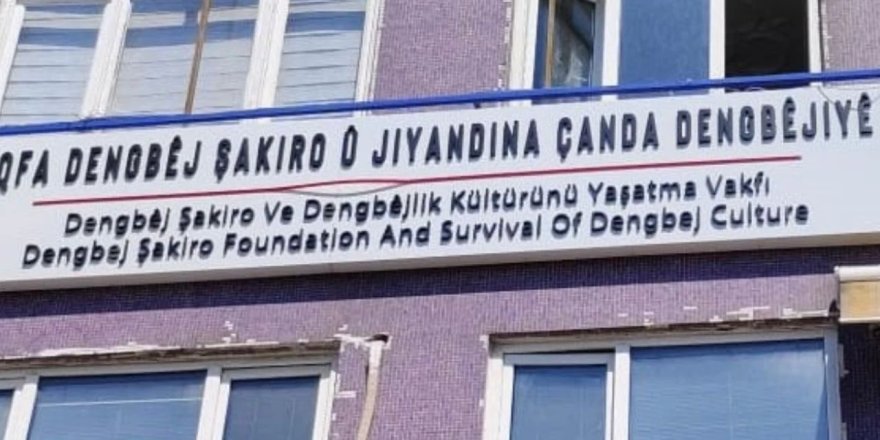 QFA DENGBÊJ ŞAKIRO Û JIYANDINA ÇANDA DENGBÊJIYÊ
Dengbêj Şakiro Ve Dengbêjlik Kültürünü Yaşatma Vakfı
Dengbej Şakiro Foundation And Survival Of Dengbej Culture